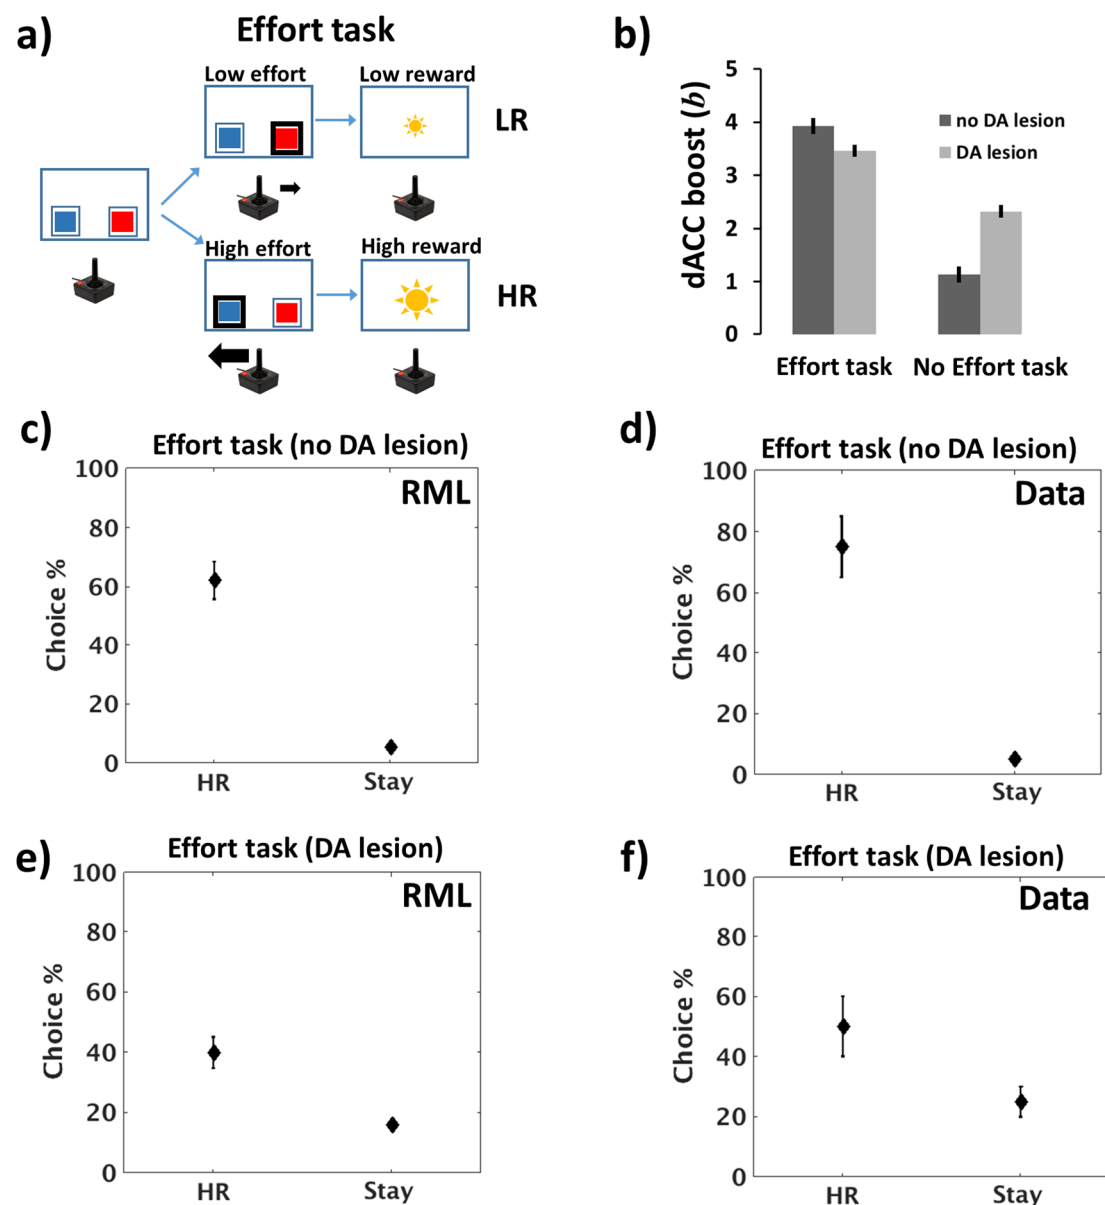 a)
Effort task
Low effort
Low reward
LR
High effort
High reward
HR
b)
dACC boost (b)
5
4
3
2
1
0
no DA lesion
DA lesion
Effort task
No Effort task
c)
Effort task (no DA lesion)
RML
Choice %
100
80
60
40
20
0
HR
Stay
d)
Effort task (no DA lesion)
Data
Choice %
100
80
60
40
20
0
HR
Stay
e)
Effort task (DA lesion)
RML
Choice %
100
80
60
40
20
0
HR
Stay
f)
Effort task (DA lesion)
Data
Choice %
100
80
60
40
20
0
HR
Stay